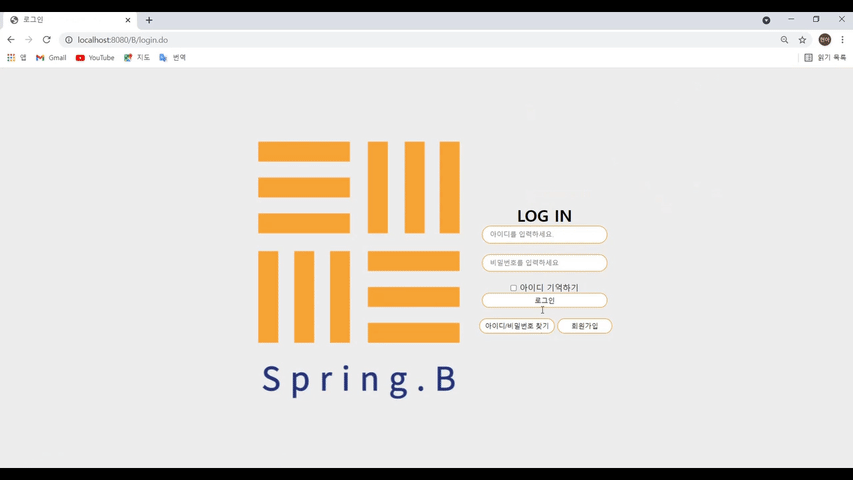 로그인
localhost:8080/B/login.do
현아
앱 Gmail YouTube 지도 번역 읽기 목록
LOG IN
아이디를 입력하세요.
비밀번호를 입력하세요
아이디 기억하기
로그인
아이디/비밀번호 찾기 회원가입
Spring.B